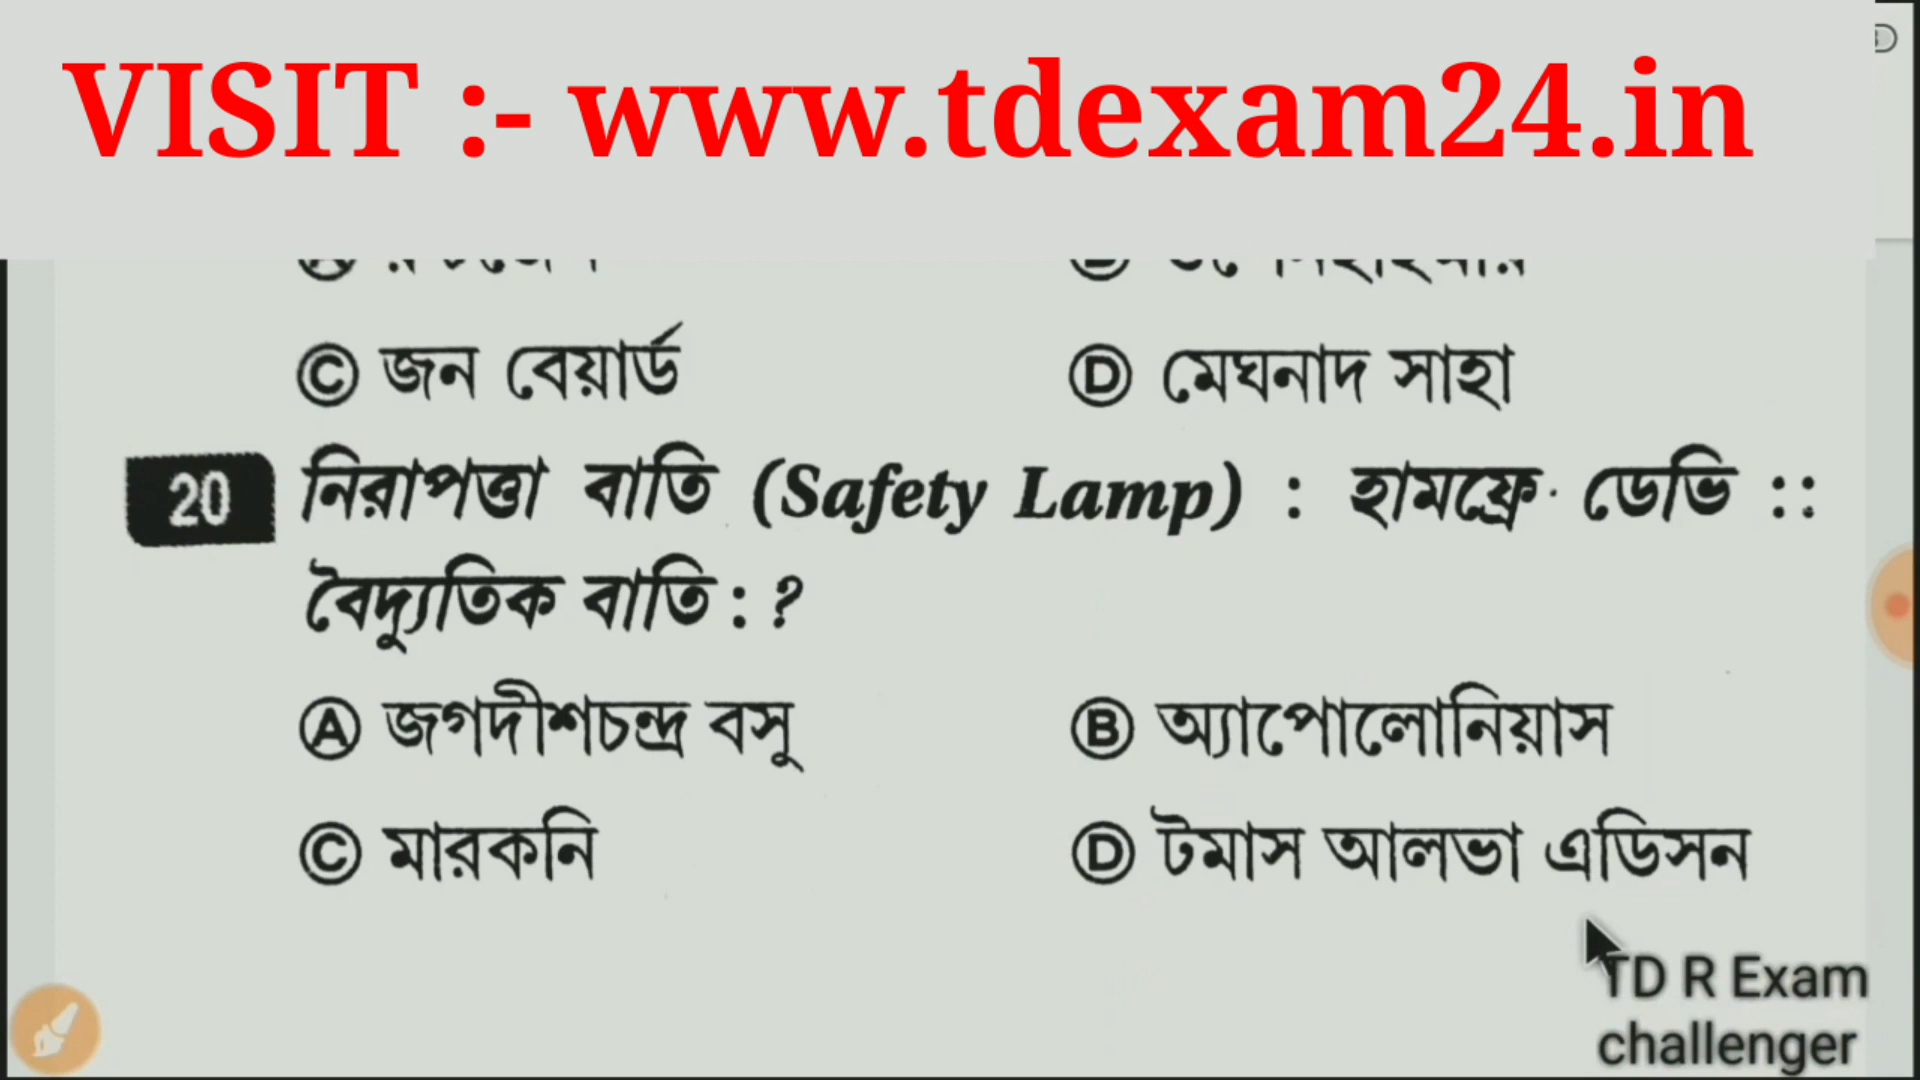 VISIT :- www.tdexam24.in
Ⓒ জন বেয়ার্ড Ⓓ মেঘনাদ সাহা
20 নিরাপত্তা বাতি (Safety Lamp) : হামফ্রে ডেভি ::
বৈদ্যুতিক বাতি : ?
Ⓐ জগদীশচন্দ্র বসু Ⓑ অ্যাপোলোনিয়াস
Ⓒ মারকনি Ⓓ টমাস আলভা এডিসন
TD R Exam
challenger